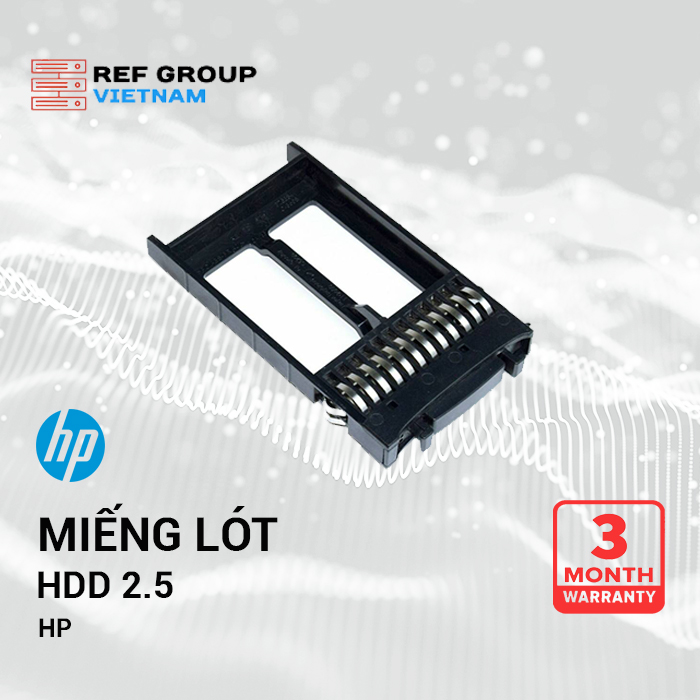 REF GROUP
VIETNAM
hp
MIẾNG LÓT
HDD 2.5
HP
3
MONTH
WARRANTY